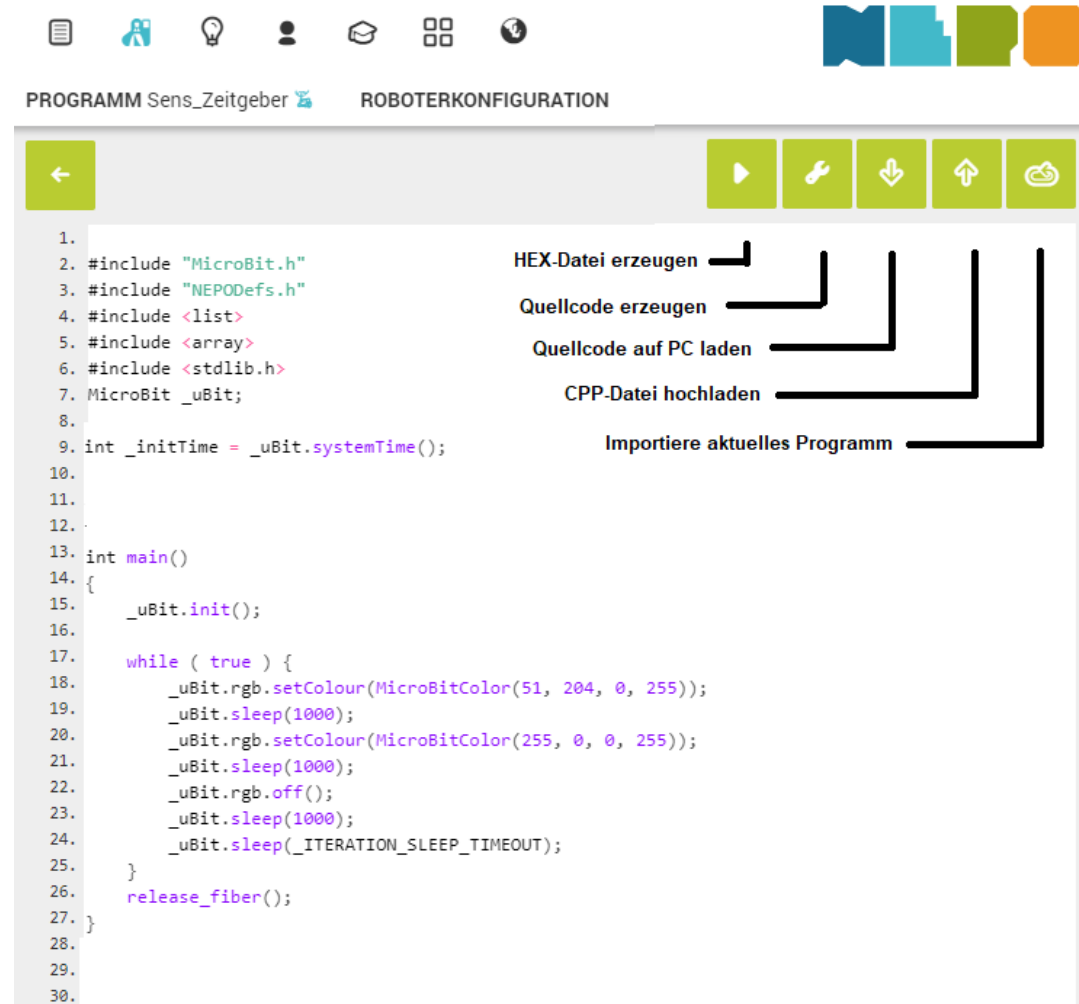 NEPO
PROGRAMM Sens_Zeitgeber ROBOTERKONFIGURATION
1.
2. #include "MicroBit.h"
3. #include "NEPODefs.h"
4. #include <list>
5. #include <array>
6. #include <stdlib.h>
7. MicroBit _uBit;
8.
9. int _initTime = _uBit.systemTime();
10.
11.
12.
13. int main()
14. {
15. _uBit.init();
16.
17. while ( true ) {
18. _uBit.rgb.setColour(MicroBitColor(51, 204, 0, 255));
19. _uBit.sleep(1000);
20. _uBit.rgb.setColour(MicroBitColor(255, 0, 0, 255));
21. _uBit.sleep(1000);
22. _uBit.rgb.off();
23. _uBit.sleep(1000);
24. _uBit.sleep(_ITERATION_SLEEP_TIMEOUT);
25. }
26. release_fiber();
27. }
28.
29.
30.
HEX-Datei erzeugen
Quellcode erzeugen
Quellcode auf PC laden
CPP-Datei hochladen
Importiere aktuelles Programm